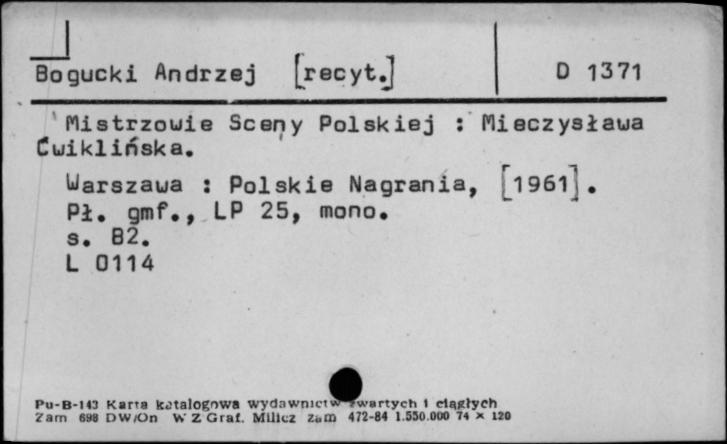 Bogucki Andrzej [recyt.] D 1371
Mistrzowie Sceny Polskiej : Mieczysława
Ćwiklińska.
Warszawa : Polskie Nagrania, [1961].
Pł. gmf., LP 25, mono.
s. B2.
L 0114
Pu-B-143 Karta katalogowa wydawnictw zwartych i ciągłych
Zam 698 DW/On W Z Graf. Milicz zam 472-84 1.550.000 74 × 120